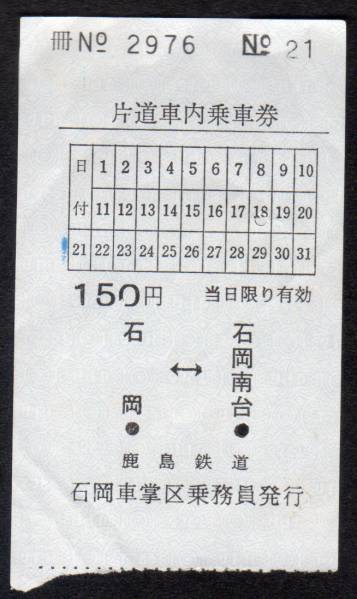 冊 No 2976 No 21
片道車内乗車券
日 1 2 3 4 5 6 7 8 9 10
付 11 12 13 14 15 16 17 18 19 20
21 22 23 24 25 26 27 28 29 30 31
150円 当日限り有効
石岡 ↔ 石岡南台
鹿島鉄道
石岡車掌区乗務員発行